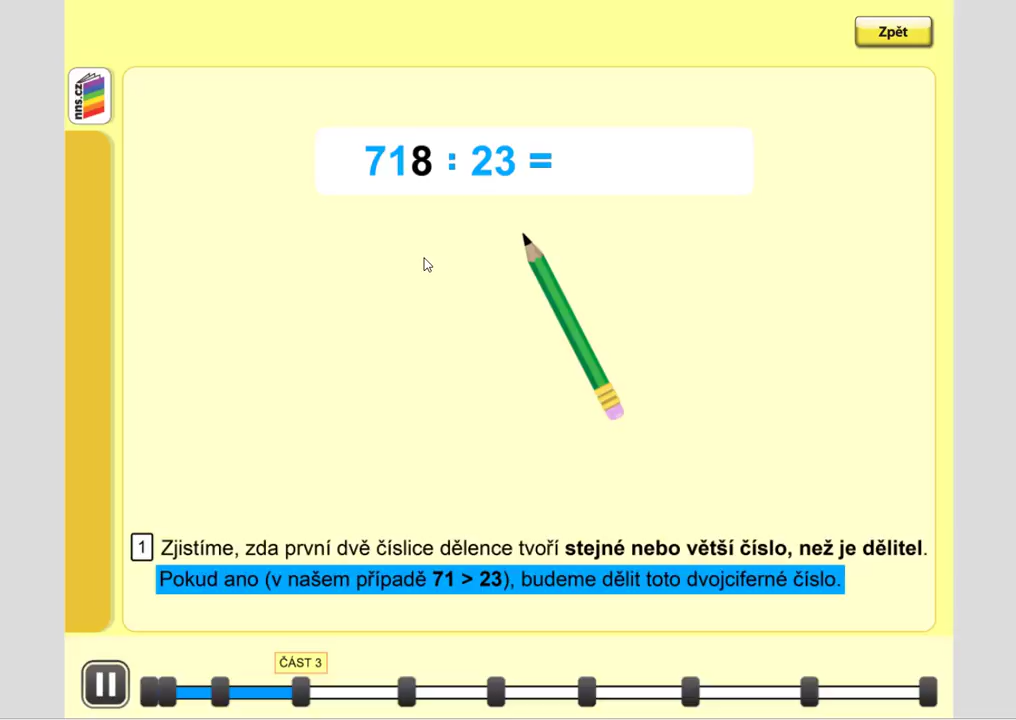 Zpět
nns.cz
718 : 23 =
1 Zjistíme, zda první dvě číslice dělence tvoří stejné nebo větší číslo, než je dělitel.
Pokud ano (v našem případě 71 > 23), budeme dělit toto dvojciferné číslo.
ČÁST 3